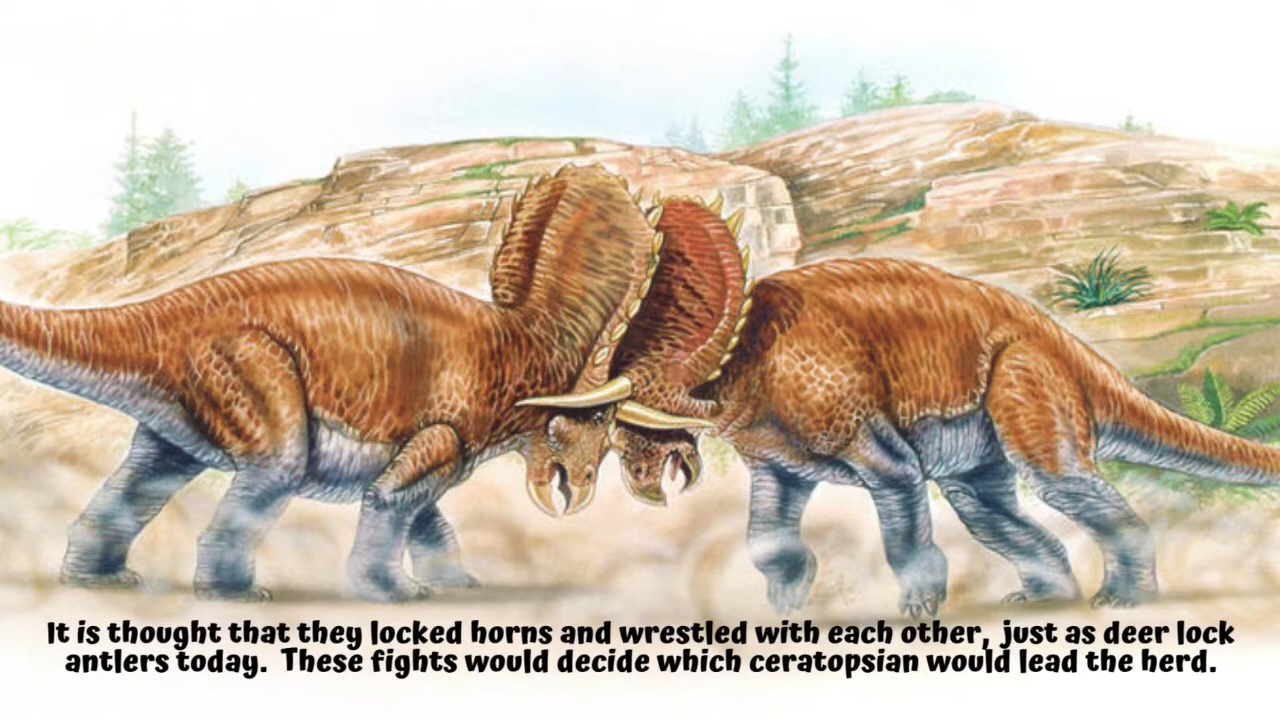 It is thought that they locked horns and wrestled with each other, just as deer lock
antlers today.  These fights would decide which ceratopsian would lead the herd.